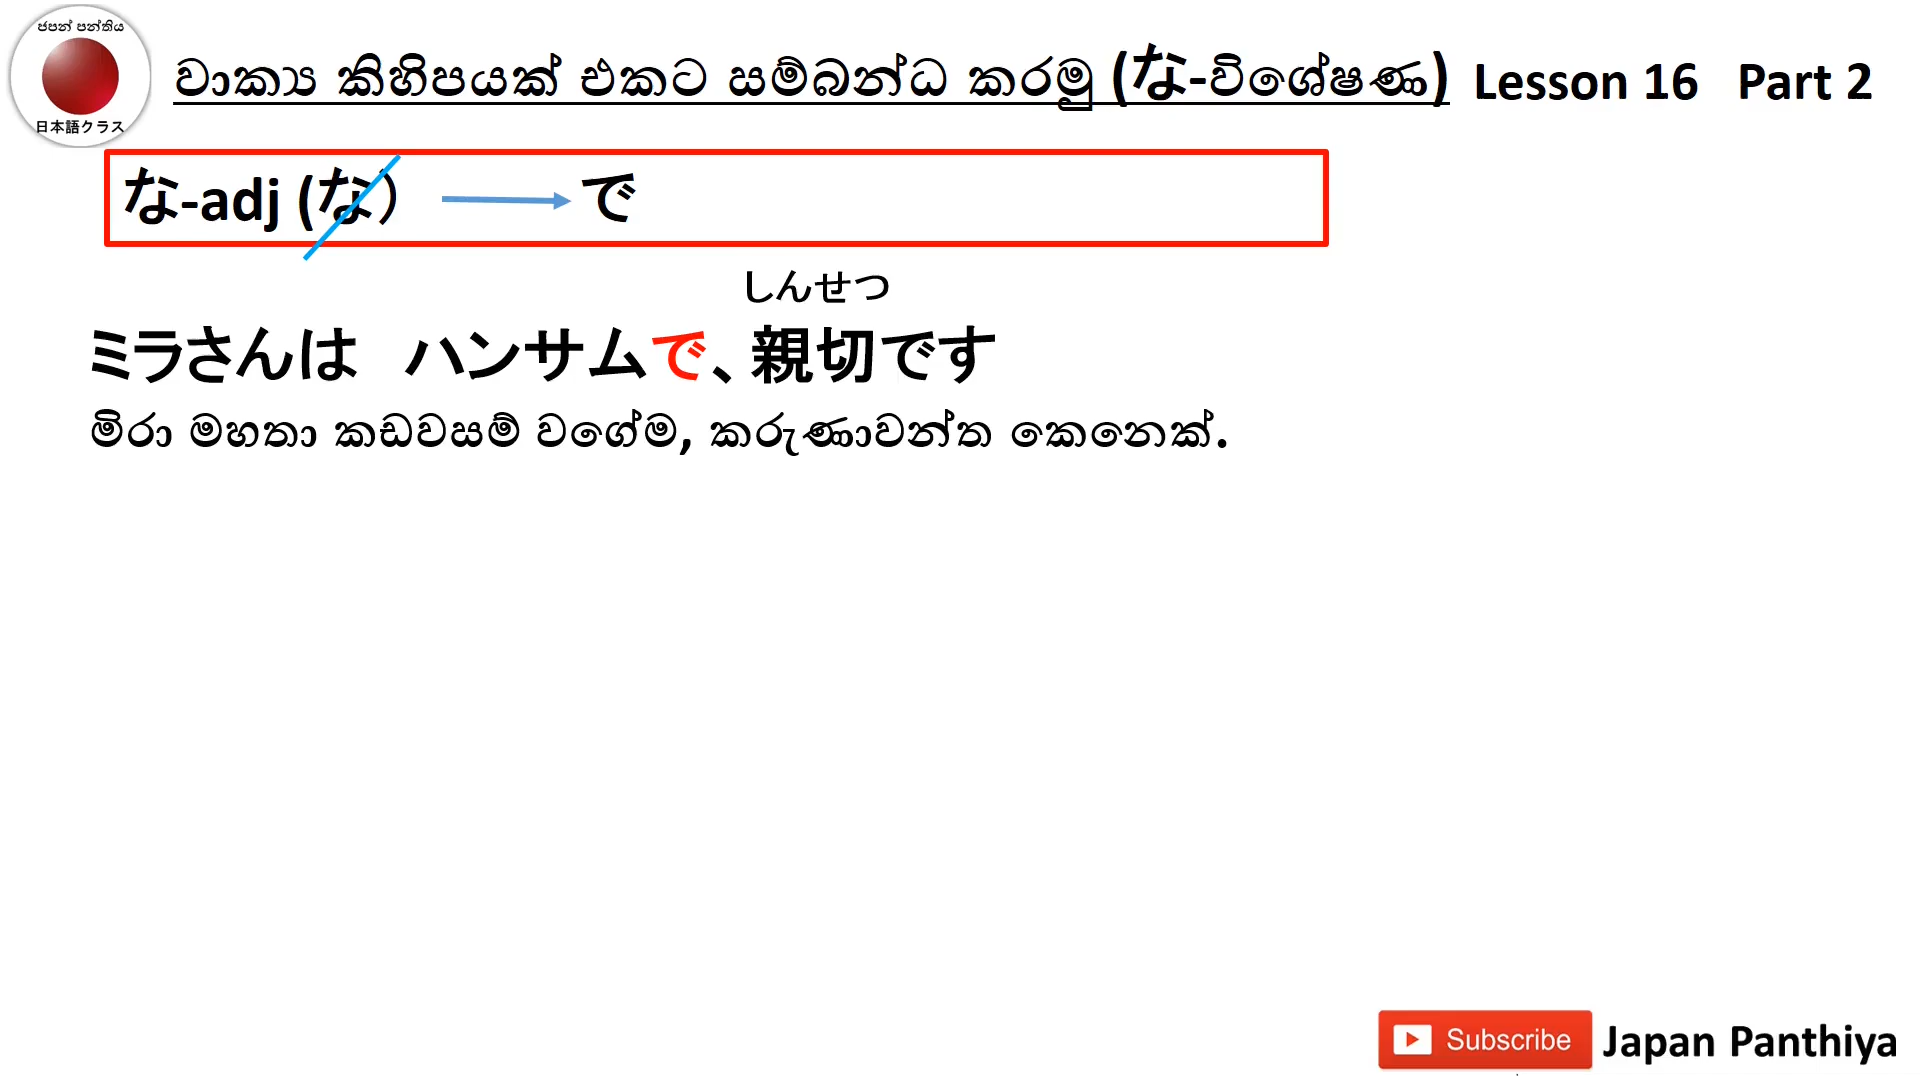 ජපන් පන්තිය
日本語クラス
වාක්‍ය කිහිපයක් එකට සම්බන්ධ කරමු (な-විශේෂණ) Lesson 16 Part 2
な-adj (な) で
しんせつ
ミラさんは ハンサムで、親切です
මිරා මහතා කඩවසම් වගේම, කරුණාවන්ත කෙනෙක්.
Subscribe Japan Panthiya